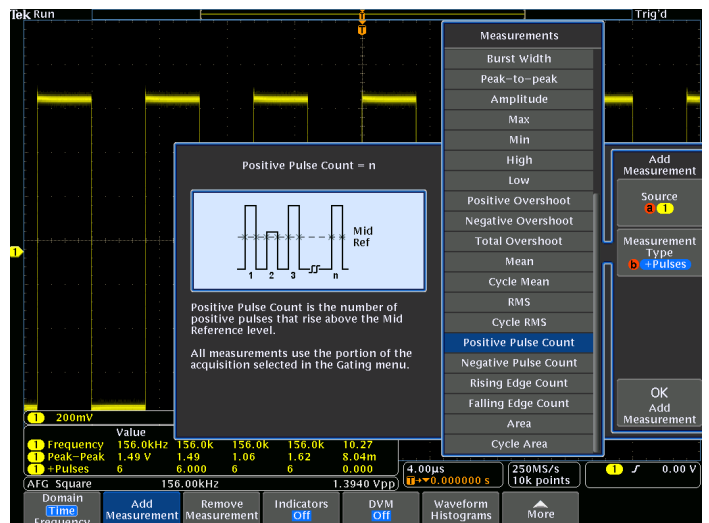 Tek Run
Trig'd
T
T
Measurements
Burst Width
Peak-to-peak
Amplitude
Max
Min
High
Low
Positive Overshoot
Negative Overshoot
Total Overshoot
Mean
Cycle Mean
RMS
Cycle RMS
Positive Pulse Count
Negative Pulse Count
Rising Edge Count
Falling Edge Count
Area
Cycle Area
Positive Pulse Count = n
Mid
Ref
1 2 3 n
Positive Pulse Count is the number of
positive pulses that rise above the Mid
Reference level.
All measurements use the portion of the
acquisition selected in the Gating menu.
Add
Measurement
Source
a 1
Measurement
Type
b +Pulses
OK
Add
Measurement
1
1 200mV
Value
1 Frequency 156.0kHz 156.0k 156.0k 156.0k 10.27
1 Peak-Peak 1.49 V 1.49 1.06 1.62 8.04m
1 +Pulses 6 6.000 6 6 0.000
AFG Square 156.00kHz 1.3940 Vpp
4.00µs
T→▼0.000000 s
250MS/s
10k points
1 0.00 V
Domain
Time
Frequency
Add
Measurement
Remove
Measurement
Indicators
Off
DVM
Off
Waveform
Histograms
More